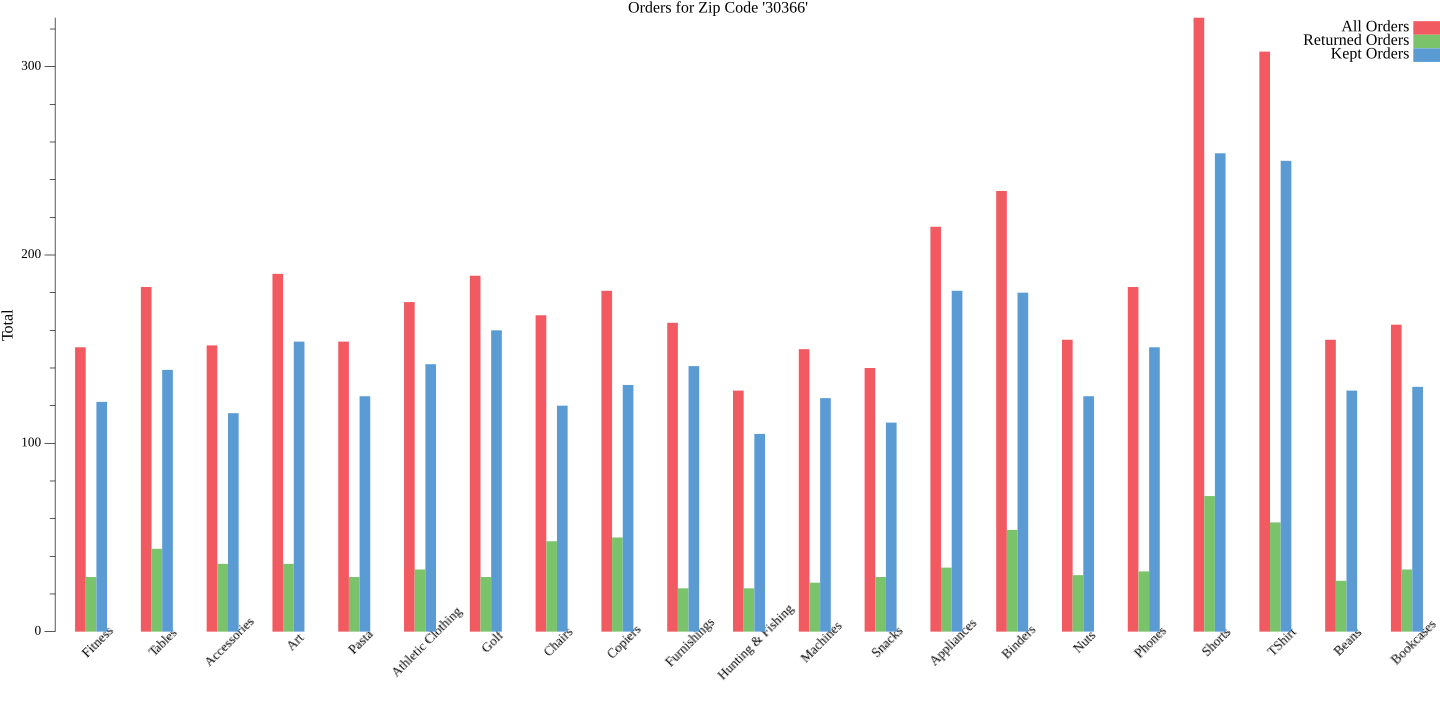 Orders for Zip Code '30366'
All Orders
Returned Orders
Kept Orders
Total
300
200
100
0
Fitness
Tables
Accessories
Art
Pasta
Athletic Clothing
Golf
Chairs
Copiers
Furnishings
Hunting & Fishing
Machines
Snacks
Appliances
Binders
Nuts
Phones
Shorts
TShirt
Beans
Bookcases